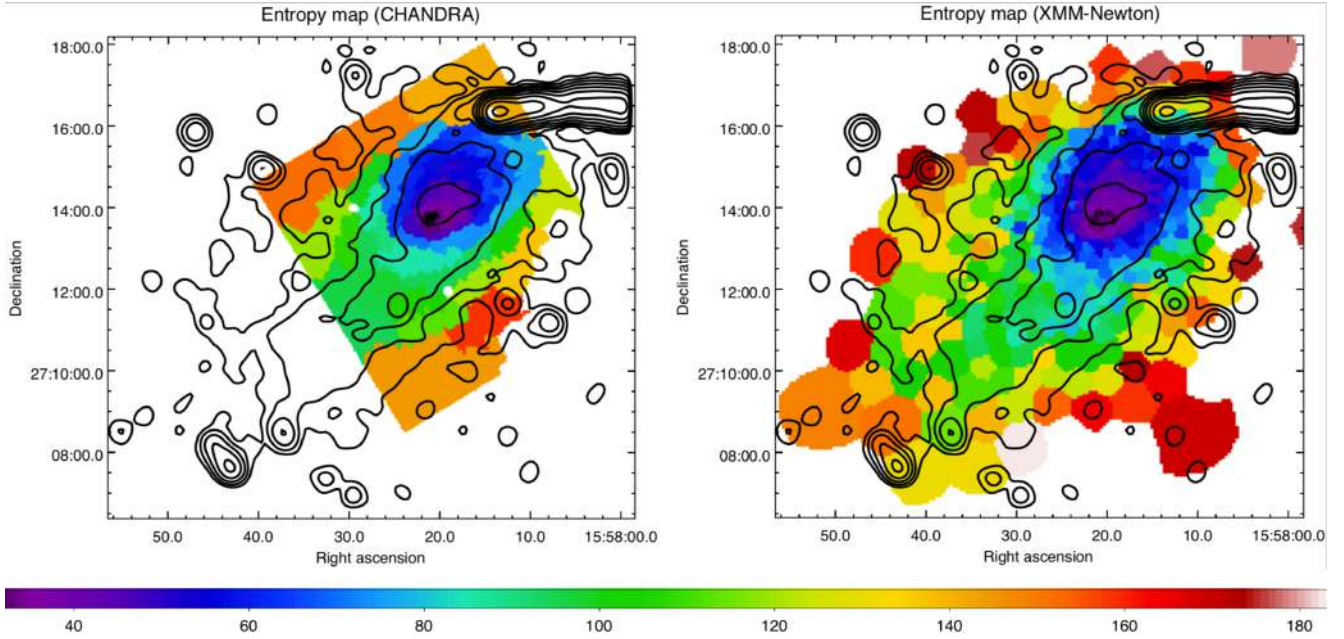 Entropy map (CHANDRA)
Entropy map (XMM-Newton)
18:00.0
16:00.0
14:00.0
12:00.0
27:10:00.0
08:00.0
Declination
50.0 40.0 30.0 20.0 10.0 15:58:00.0
Right ascension
18:00.0
16:00.0
14:00.0
12:00.0
27:10:00.0
08:00.0
Declination
50.0 40.0 30.0 20.0 10.0 15:58:00.0
Right ascension
40 60 80 100 120 140 160 180